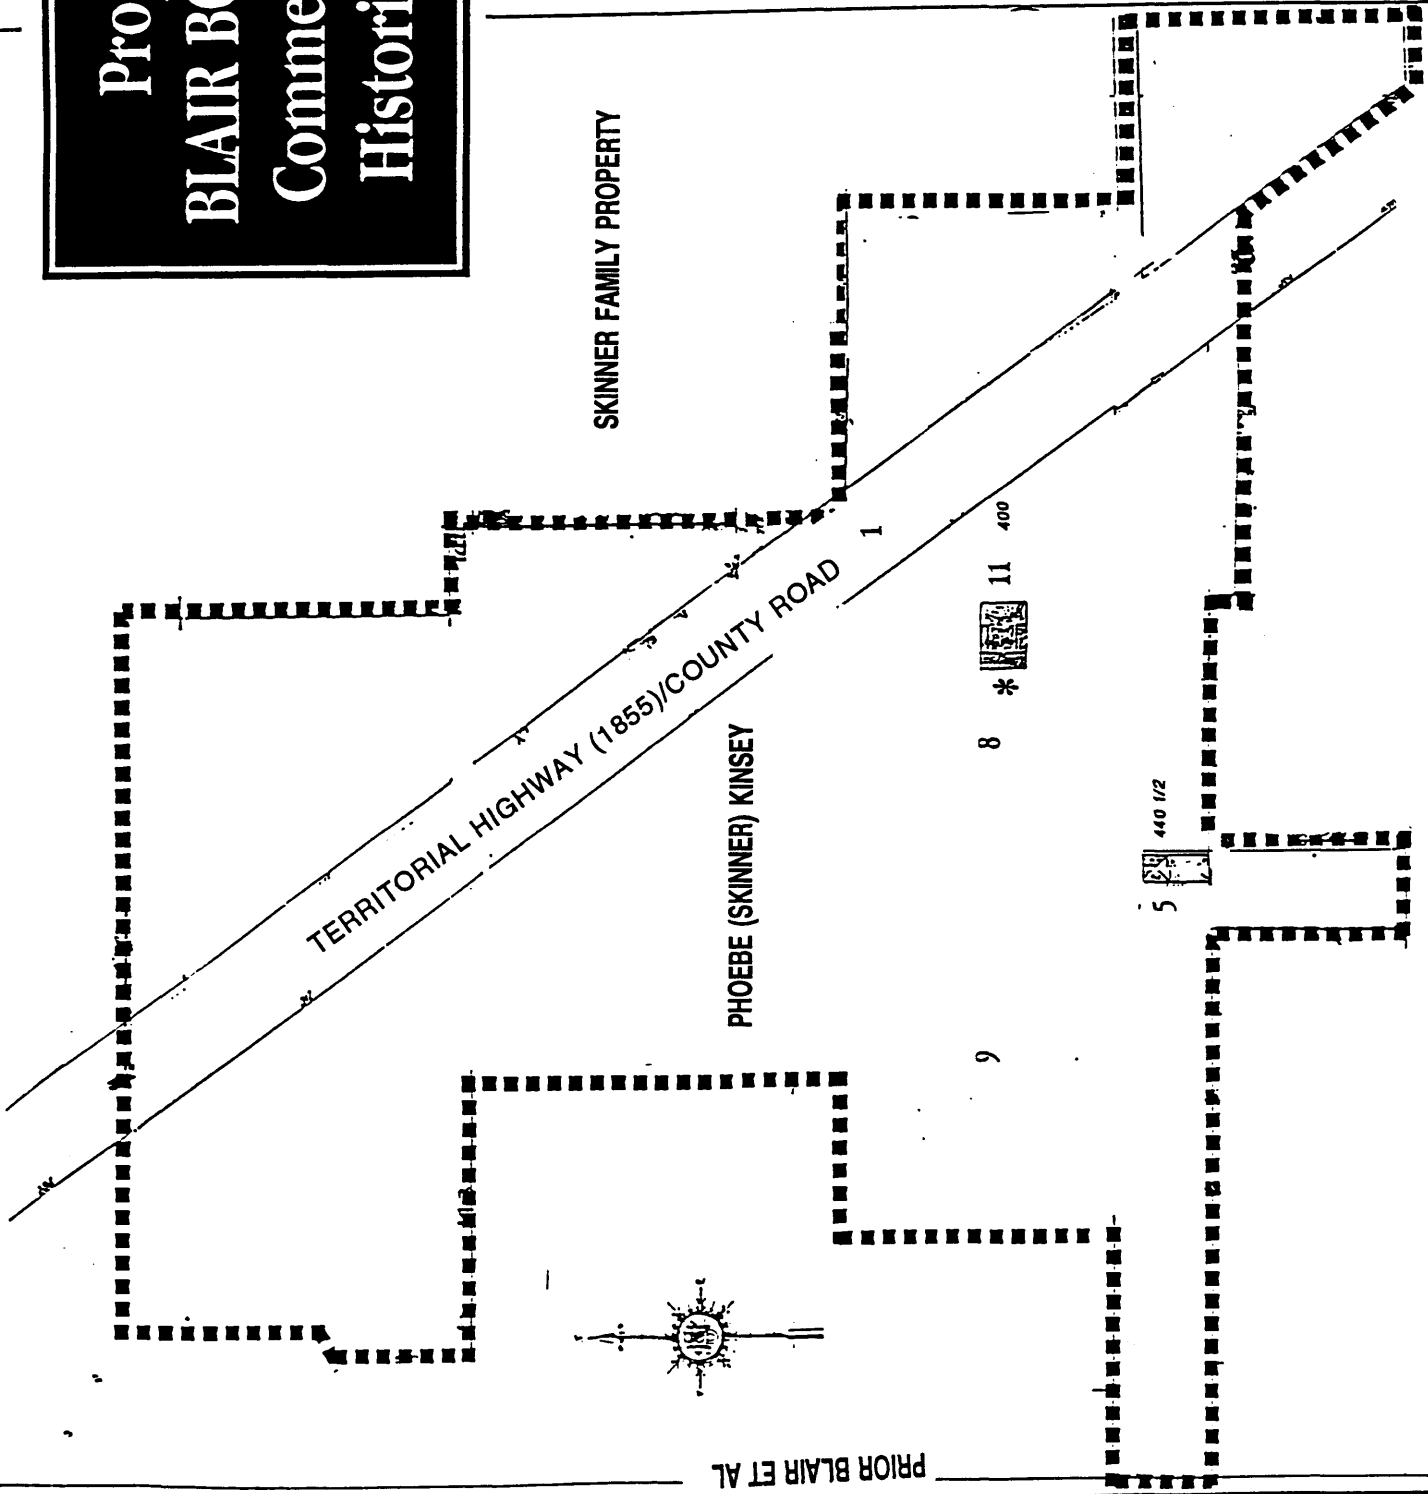 Pro
BLAIR BO
Comme
Histori
SKINNER FAMILY PROPERTY
TERRITORIAL HIGHWAY (1855)/COUNTY ROAD
1
400
11
*
8
PHOEBE (SKINNER) KINSEY
440 1/2
5
9
PRIOR BLAIR ET AL